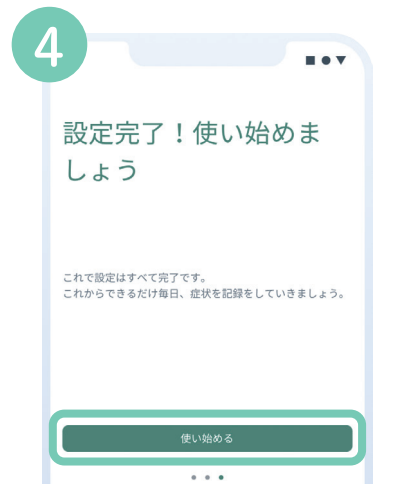 4
設定完了！使い始めま
しょう
これで設定はすべて完了です。
これからできるだけ毎日、症状を記録をしていきましょう。
使い始める